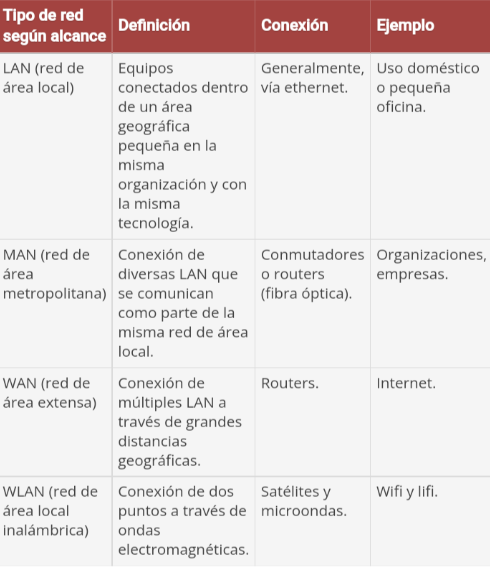 Tipo de red
según alcance
Definición
Conexión
Ejemplo
LAN (red de
área local)
Equipos
conectados dentro
de un área
geográfica
pequeña en la
misma
organización y con
la misma
tecnología.
Generalmente,
vía ethernet.
Uso doméstico
o pequeña
oficina.
MAN (red de
área
metropolitana)
Conexión de
diversas LAN que
se comunican
como parte de la
misma red de área
local.
Conmutadores
o routers
(fibra óptica).
Organizaciones,
empresas.
WAN (red de
área extensa)
Conexión de
múltiples LAN a
través de grandes
distancias
geográficas.
Routers.
Internet.
WLAN (red de
área local
inalámbrica)
Conexión de dos
puntos a través de
ondas
electromagnéticas.
Satélites y
microondas.
Wifi y lifi.